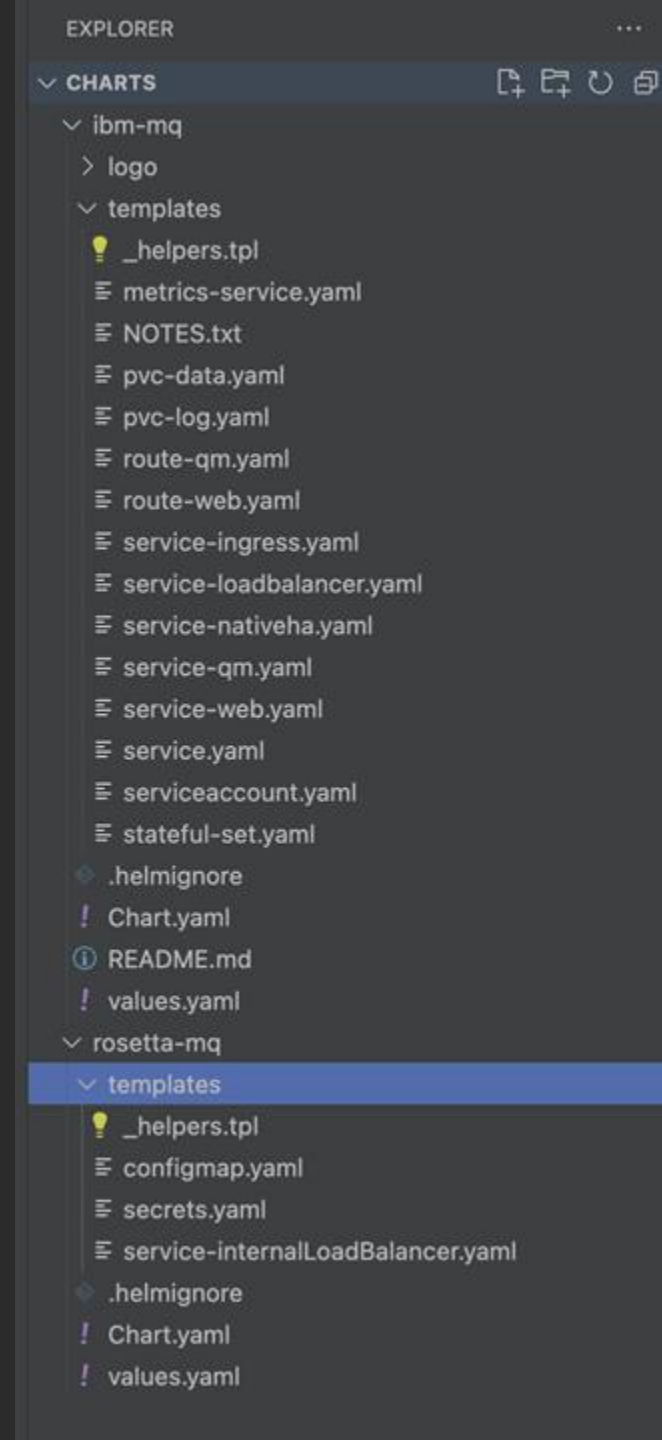 EXPLORER
CHARTS
ibm-mq
logo
templates
_helpers.tpl
metrics-service.yaml
NOTES.txt
pvc-data.yaml
pvc-log.yaml
route-qm.yaml
route-web.yaml
service-ingress.yaml
service-loadbalancer.yaml
service-nativeha.yaml
service-qm.yaml
service-web.yaml
service.yaml
serviceaccount.yaml
stateful-set.yaml
.helmignore
! Chart.yaml
README.md
! values.yaml
rosetta-mq
templates
_helpers.tpl
configmap.yaml
secrets.yaml
service-internalLoadBalancer.yaml
.helmignore
! Chart.yaml
! values.yaml